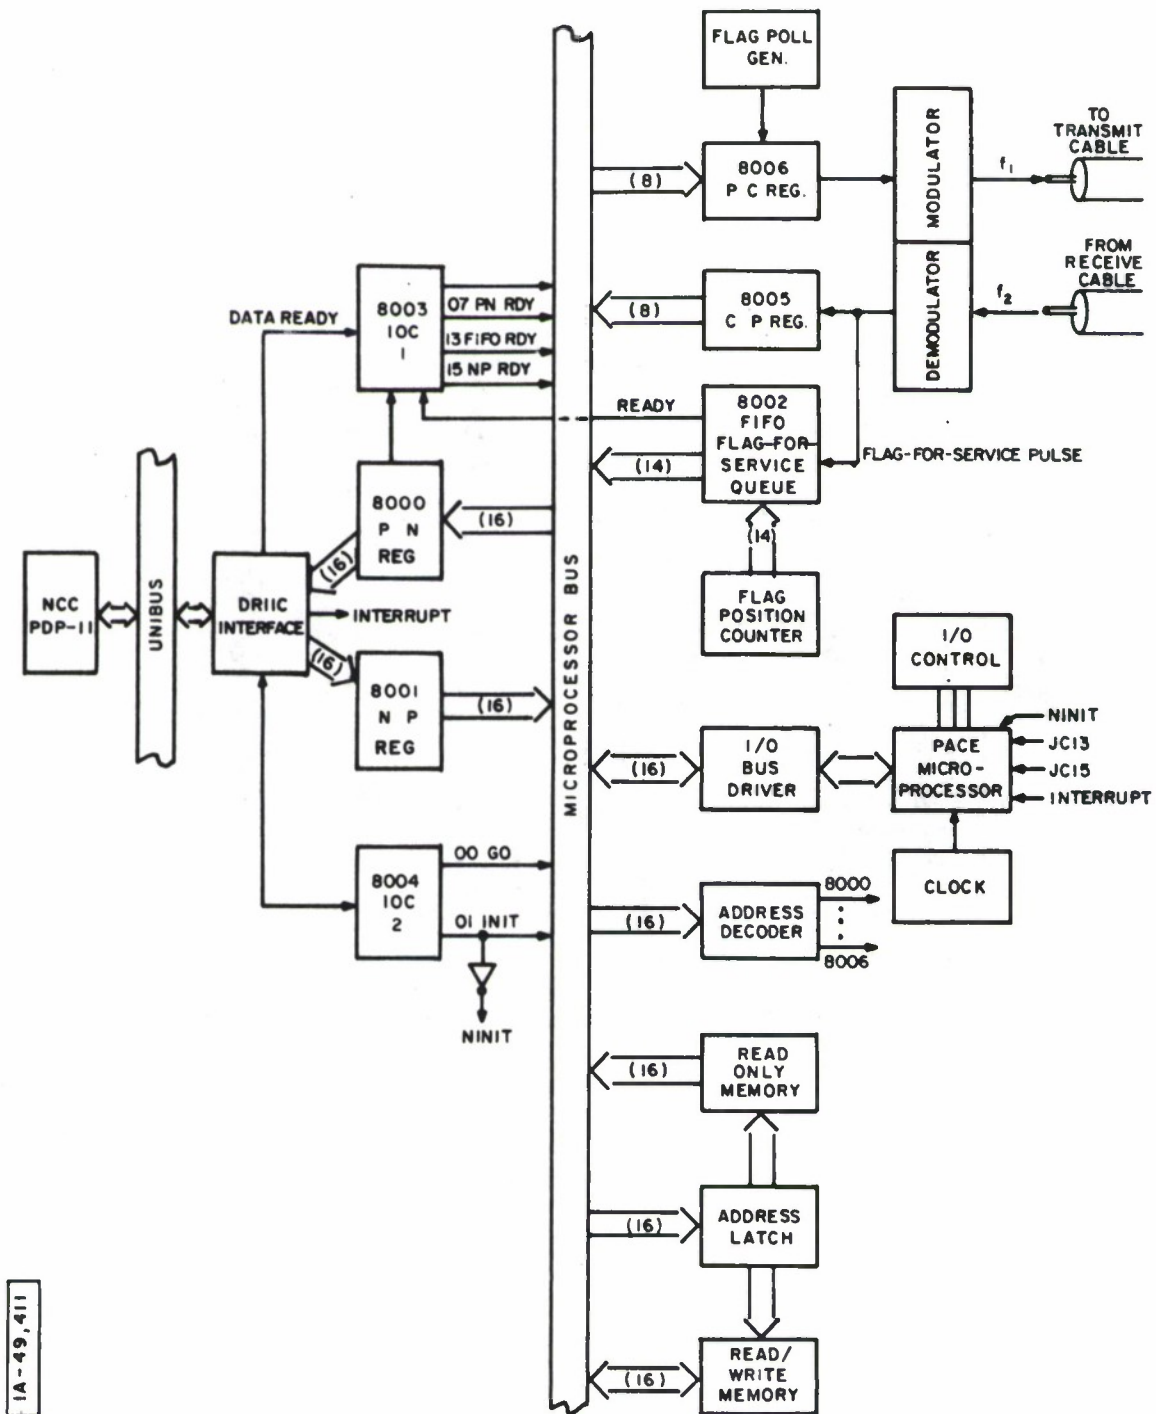 FLAG POLL
GEN.
8006
P C REG.
(8)
MODULATOR
f1
TO
TRANSMIT
CABLE
DEMODULATOR
f2
FROM
RECEIVE
CABLE
8005
C P REG.
(8)
8003
IOC
1
DATA READY
07 PN RDY
13 FIFO RDY
15 NP RDY
READY
8002
FIFO
FLAG-FOR-
SERVICE
QUEUE
(14)
FLAG-FOR-SERVICE PULSE
(14)
FLAG
POSITION
COUNTER
8000
P N
REG
(16)
(16)
NCC
PDP-11
UNIBUS
DR11C
INTERFACE
INTERRUPT
(16)
8001
N P
REG
(16)
MICROPROCESSOR BUS
I/O
CONTROL
I/O
BUS
DRIVER
(16)
PACE
MICRO-
PROCESSOR
NINIT
JC13
JC15
INTERRUPT
CLOCK
8004
IOC
2
00 GO
01 INIT
NINIT
(16)
ADDRESS
DECODER
8000
8006
READ
ONLY
MEMORY
(16)
ADDRESS
LATCH
(16)
READ/
WRITE
MEMORY
(16)
IA-49,411